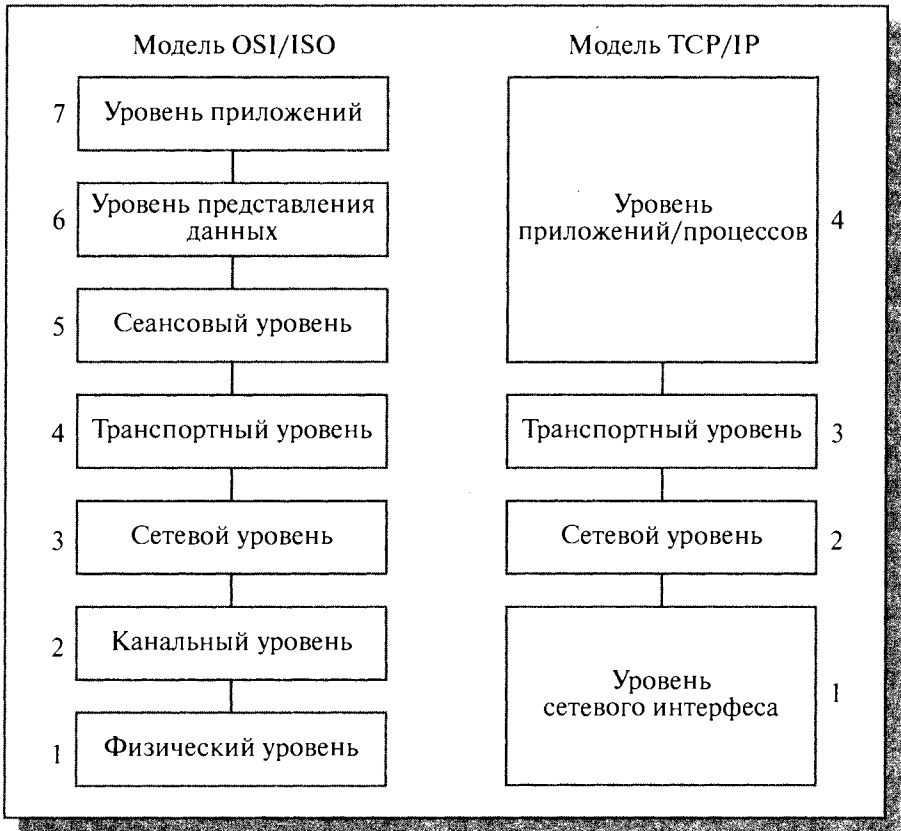 Модель OSI/ISO
7
Уровень приложений
6
Уровень представления
данных
5
Сеансовый уровень
4
Транспортный уровень
3
Сетевой уровень
2
Канальный уровень
1
Физический уровень
Модель TCP/IP
Уровень
приложений/процессов
4
Транспортный уровень
3
Сетевой уровень
2
Уровень
сетевого интерфеса
1